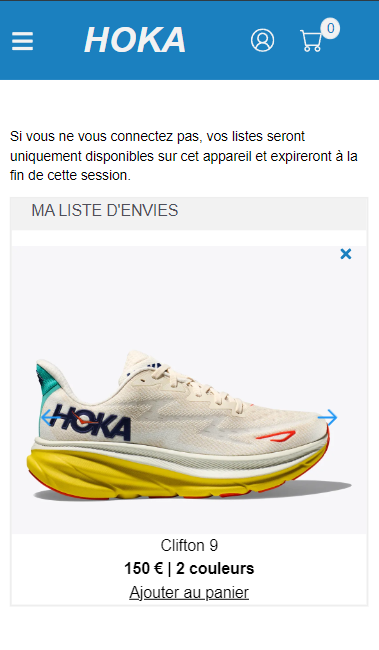 HOKA
0
Si vous ne vous connectez pas, vos listes seront
uniquement disponibles sur cet appareil et expireront à la
fin de cette session.
MA LISTE D'ENVIES
HOKA
Clifton 9
150 € | 2 couleurs
Ajouter au panier